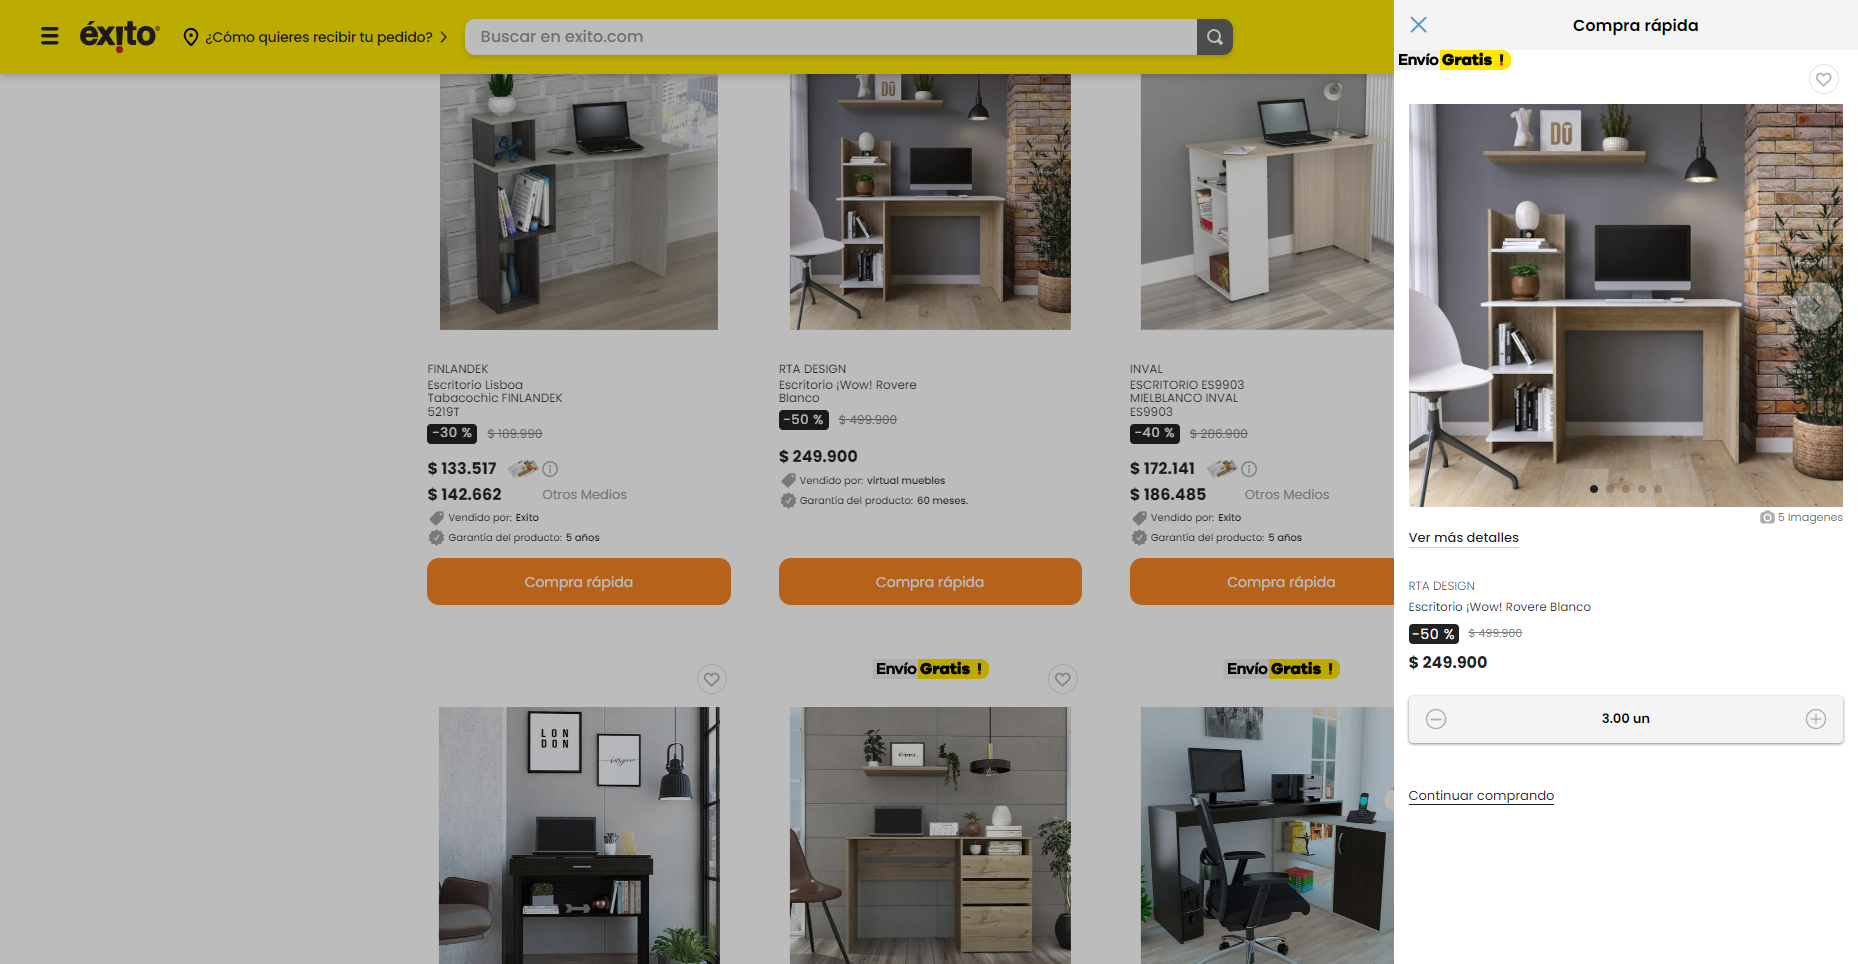 éxito
¿Cómo quieres recibir tu pedido?
Buscar en exito.com
Compra rápida
Envío Gratis !
DŪ
DŪ
5 Imagenes
Ver más detalles
RTA DESIGN
Escritorio ¡Wow! Rovere Blanco
-50 % $ 499.900
$ 249.900
3.00 un
Continuar comprando
FINLANDEK
Escritorio Lisboa
Tabacochic FINLANDEK
5219T
-30 % $ 189.990
$ 133.517
$ 142.662 Otros Medios
Vendido por: Exito
Garantía del producto: 5 años
Compra rápida
RTA DESIGN
Escritorio ¡Wow! Rovere
Blanco
-50 % $ 499.900
$ 249.900
Vendido por: virtual muebles
Garantía del producto: 60 meses.
Compra rápida
INVAL
ESCRITORIO ES9903
MIELBLANCO INVAL
ES9903
-40 % $ 286.900
$ 172.141
$ 186.485 Otros Medios
Vendido por: Exito
Garantía del producto: 5 años
Compra rápida
Envío Gratis !
Envío Gratis !
LON
DON